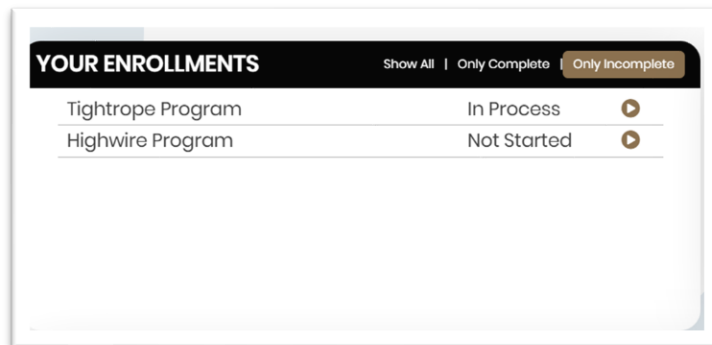 YOUR ENROLLMENTS Show All | Only Complete | Only Incomplete
Tightrope Program In Process
Highwire Program Not Started